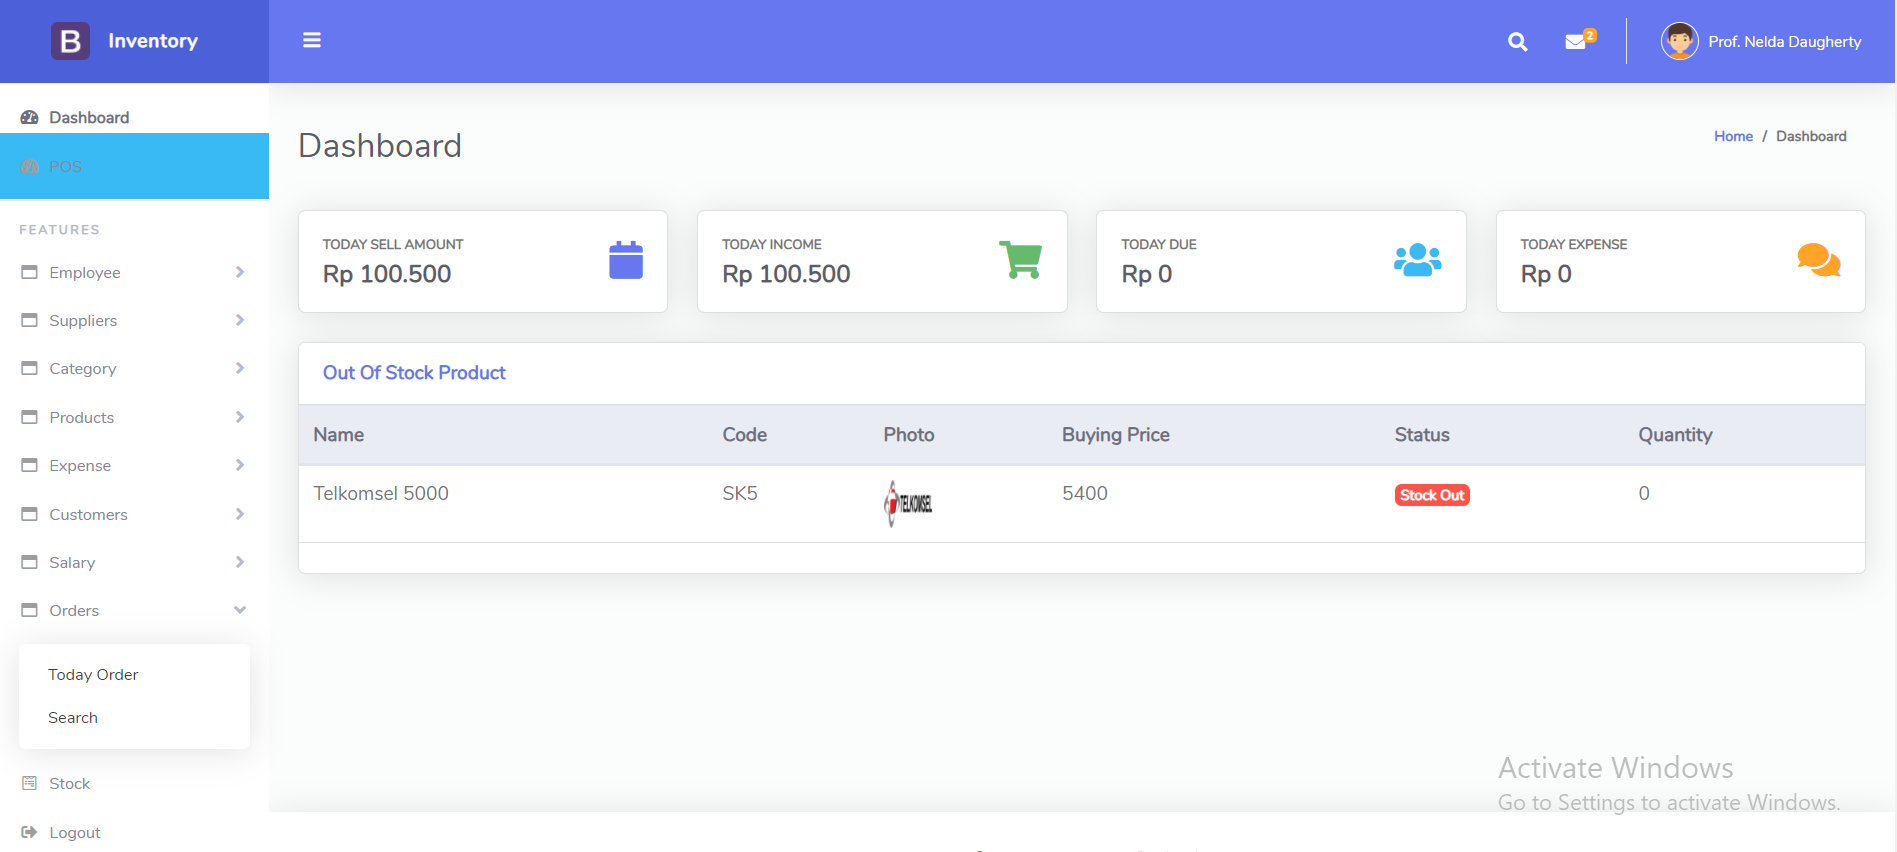 B Inventory
2
Prof. Nelda Daugherty
Dashboard
POS
FEATURES
Employee
Suppliers
Category
Products
Expense
Customers
Salary
Orders
Today Order
Search
Stock
Logout
Dashboard
Home / Dashboard
TODAY SELL AMOUNT
Rp 100.500
TODAY INCOME
Rp 100.500
TODAY DUE
Rp 0
TODAY EXPENSE
Rp 0
Out Of Stock Product
Name Code Photo Buying Price Status Quantity
Telkomsel 5000 SK5 TELKOMSEL 5400 Stock Out 0
Activate Windows
Go to Settings to activate Windows.